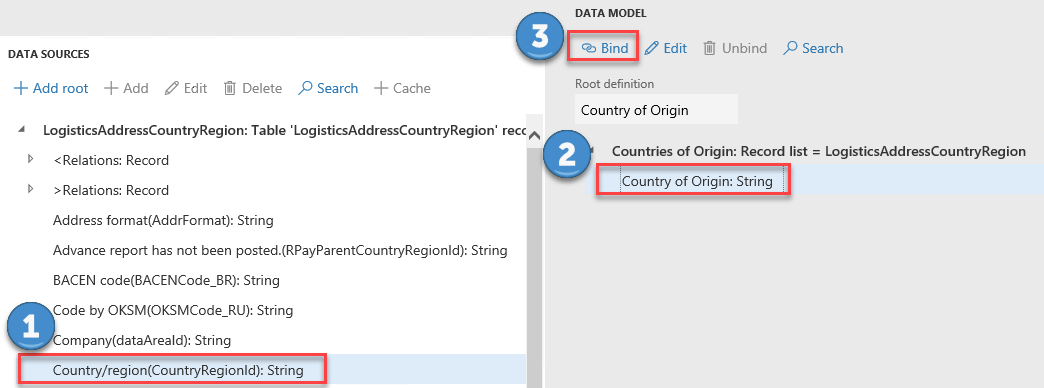 DATA SOURCES
+ Add root + Add Edit Delete Search + Cache
LogisticsAddressCountryRegion: Table 'LogisticsAddressCountryRegion' reco
<Relations: Record
>Relations: Record
Address format(AddrFormat): String
Advance report has not been posted.(RPayParentCountryRegionId): String
BACEN code(BACENCode_BR): String
Code by OKSM(OKSMCode_RU): String
1
Company(dataAreaId): String
Country/region(CountryRegionId): String
DATA MODEL
3
Bind Edit Unbind Search
Root definition
Country of Origin
2
Countries of Origin: Record list = LogisticsAddressCountryRegion
Country of Origin: String